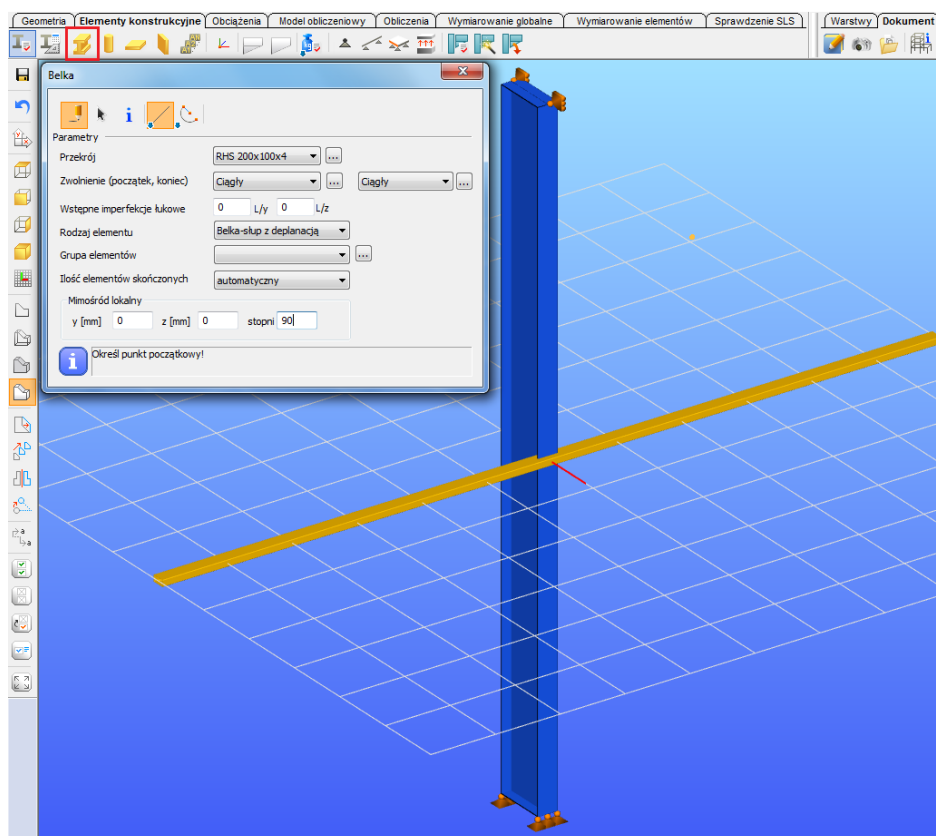 Geometria Elementy konstrukcyjne Obciążenia Model obliczeniowy Obliczenia Wymiarowanie globalne Wymiarowanie elementów Sprawdzenie SLS Warstwy Dokument
Belka
Parametry
Przekrój RHS 200x100x4 ...
Zwolnienie (początek, koniec) Ciągły ... Ciągły ...
Wstępne imperfekcje łukowe 0 L/y 0 L/z
Rodzaj elementu Belka-słup z deplanacją
Grupa elementów ...
Ilość elementów skończonych automatyczny
Mimośród lokalny
y [mm] 0 z [mm] 0 stopni 90
Określ punkt początkowy!